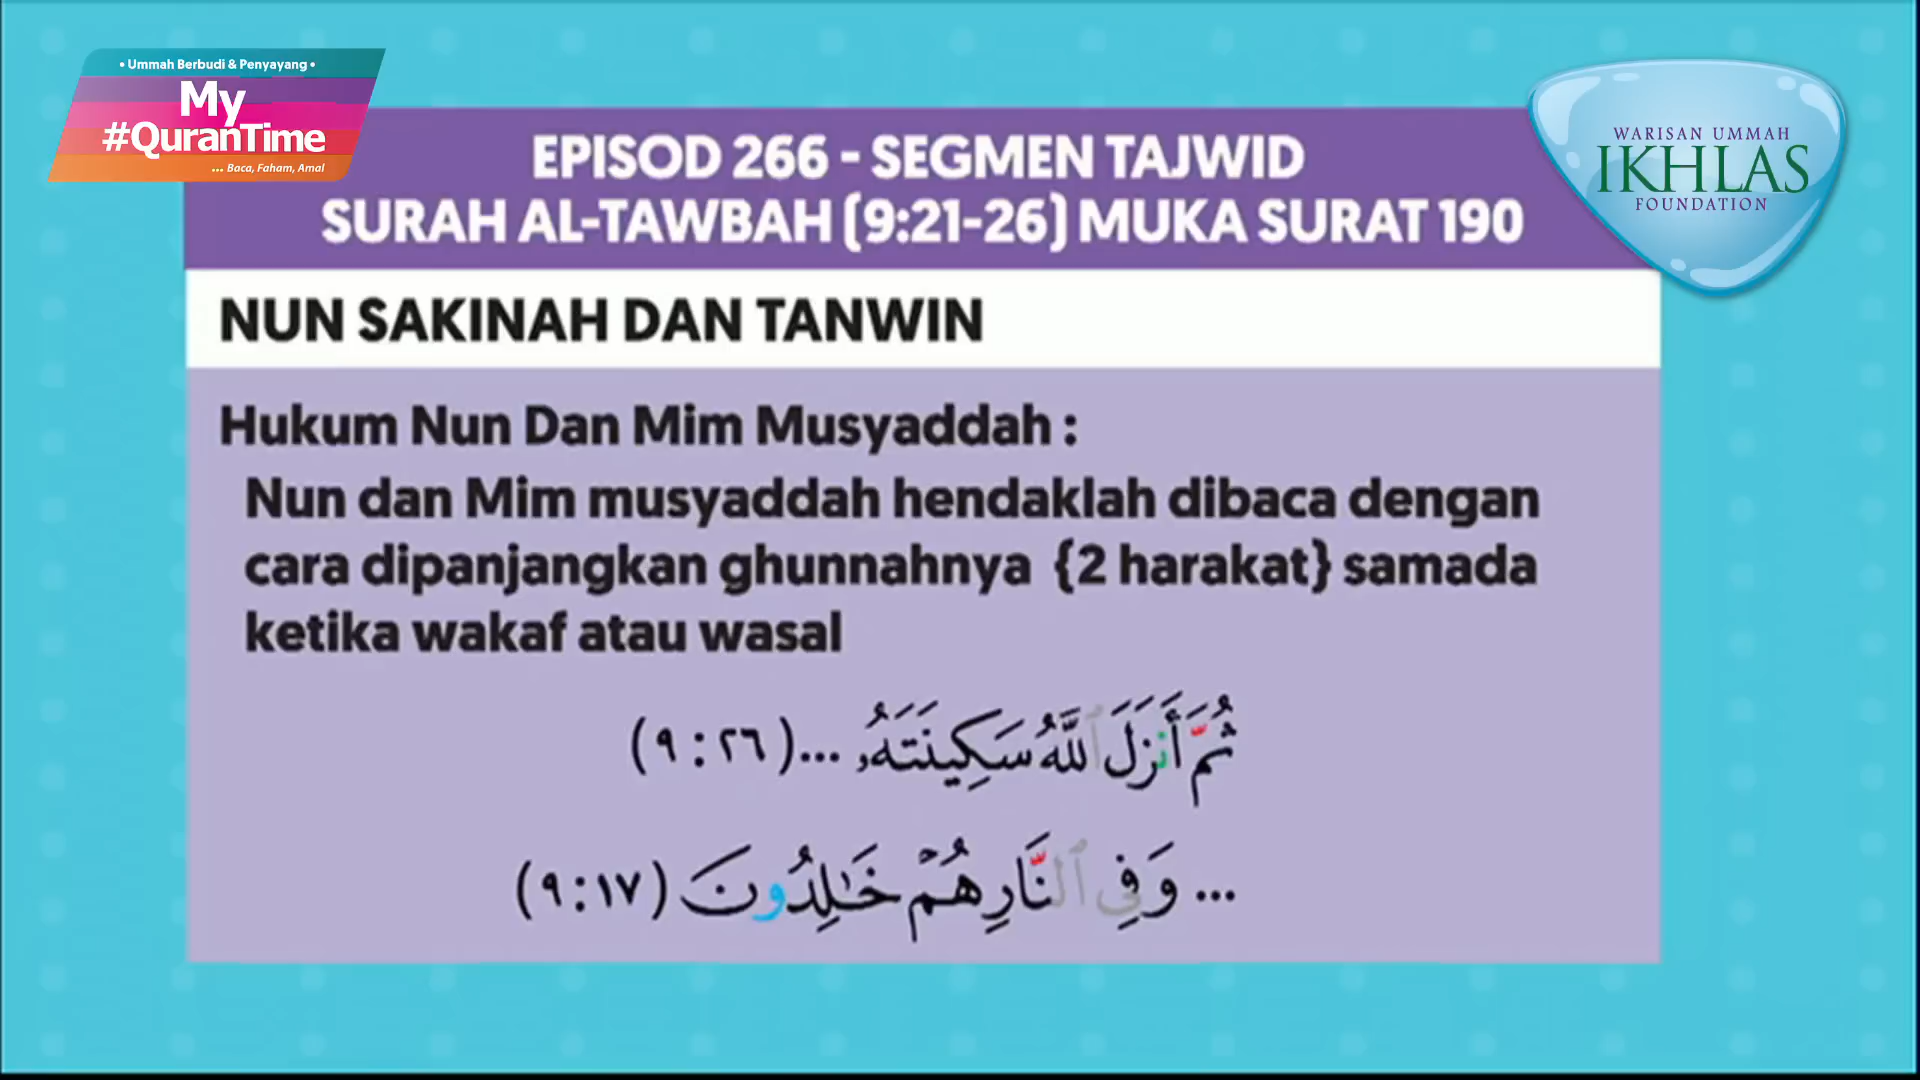 • Ummah Berbudi & Penyayang •
My
#QuranTime
... Baca, Faham, Amal
WARISAN UMMAH
IKHLAS
FOUNDATION
EPISOD 266 - SEGMEN TAJWID
SURAH AL-TAWBAH (9:21-26) MUKA SURAT 190
NUN SAKINAH DAN TANWIN
Hukum Nun Dan Mim Musyaddah :
Nun dan Mim musyaddah hendaklah dibaca dengan
cara dipanjangkan ghunnahnya {2 harakat} samada
ketika wakaf atau wasal
ثُمَّ أَنزَلَ ٱللَّهُ سَكِينَتَهُۥ ...(٩:٢٦)
... وَفِى ٱلنَّارِ هُمْ خَـٰلِدُونَ (٩:١٧)